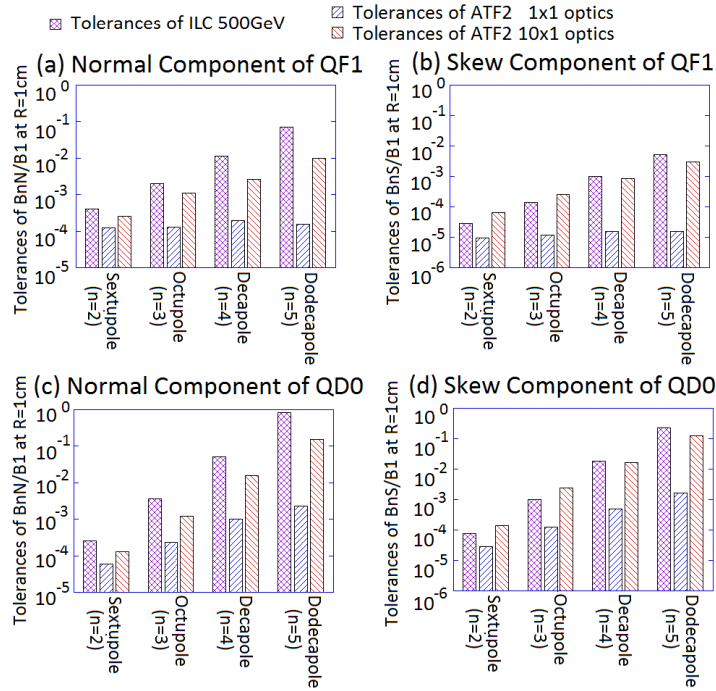 Tolerances of ILC 500GeV
Tolerances of ATF2 1x1 optics
Tolerances of ATF2 10x1 optics
(a) Normal Component of QF1
Tolerances of BnN/B1 at R=1cm
10^0
10^-1
10^-2
10^-3
10^-4
10^-5
Sextupole
(n=2)
Octupole
(n=3)
Decapole
(n=4)
Dodecapole
(n=5)
(b) Skew Component of QF1
Tolerances of BnS/B1 at R=1cm
10^0
10^-1
10^-2
10^-3
10^-4
10^-5
10^-6
Sextupole
(n=2)
Octupole
(n=3)
Decapole
(n=4)
Dodecapole
(n=5)
(c) Normal Component of QD0
Tolerances of BnN/B1 at R=1cm
10^0
10^-1
10^-2
10^-3
10^-4
10^-5
Sextupole
(n=2)
Octupole
(n=3)
Decapole
(n=4)
Dodecapole
(n=5)
(d) Skew Component of QD0
Tolerances of BnS/B1 at R=1cm
10^0
10^-1
10^-2
10^-3
10^-4
10^-5
10^-6
Sextupole
(n=2)
Octupole
(n=3)
Decapole
(n=4)
Dodecapole
(n=5)